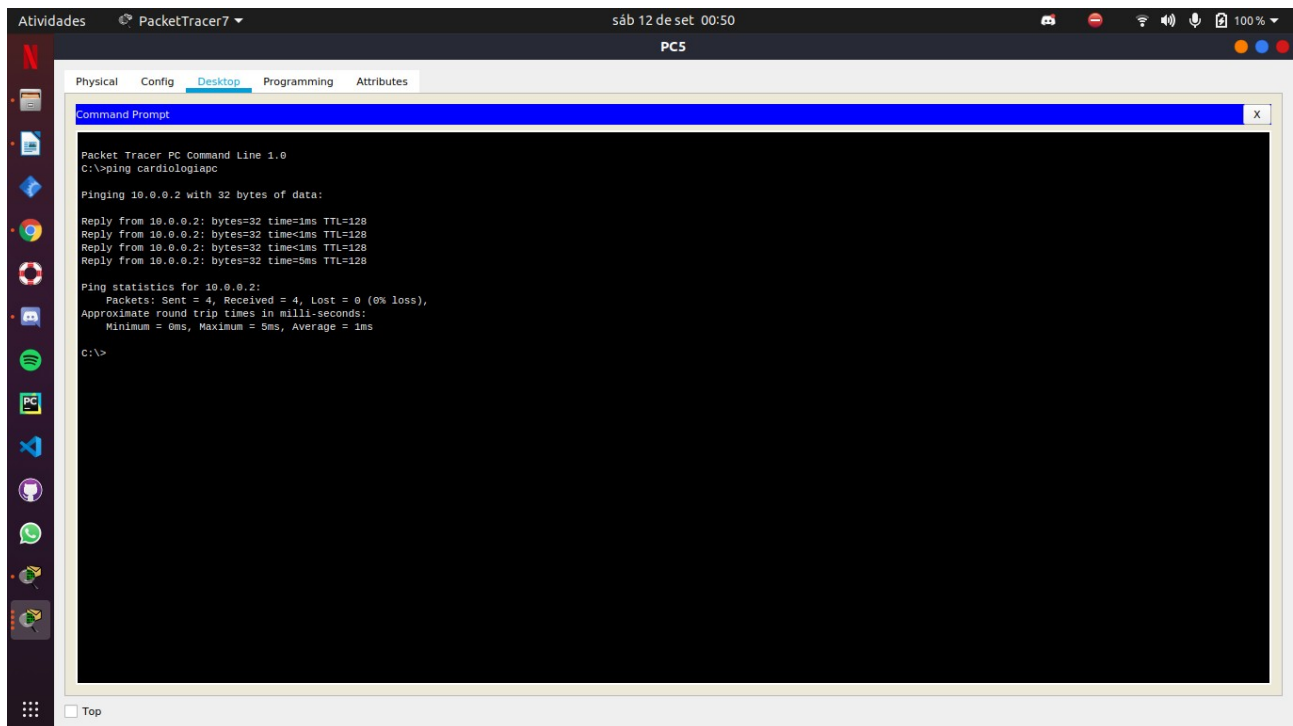 Atividades PacketTracer7 sáb 12 de set 00:50 100 %
PC5
Physical Config Desktop Programming Attributes
Command Prompt X
Packet Tracer PC Command Line 1.0
C:\>ping cardiologiapc
Pinging 10.0.0.2 with 32 bytes of data:
Reply from 10.0.0.2: bytes=32 time=1ms TTL=128
Reply from 10.0.0.2: bytes=32 time<1ms TTL=128
Reply from 10.0.0.2: bytes=32 time<1ms TTL=128
Reply from 10.0.0.2: bytes=32 time=5ms TTL=128
Ping statistics for 10.0.0.2:
Packets: Sent = 4, Received = 4, Lost = 0 (0% loss),
Approximate round trip times in milli-seconds:
Minimum = 0ms, Maximum = 5ms, Average = 1ms
C:\>
Top